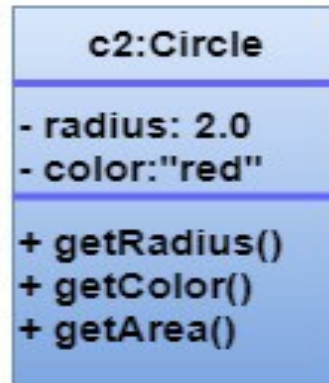 c2:Circle
- radius: 2.0
- color:"red"
+ getRadius()
+ getColor()
+ getArea()